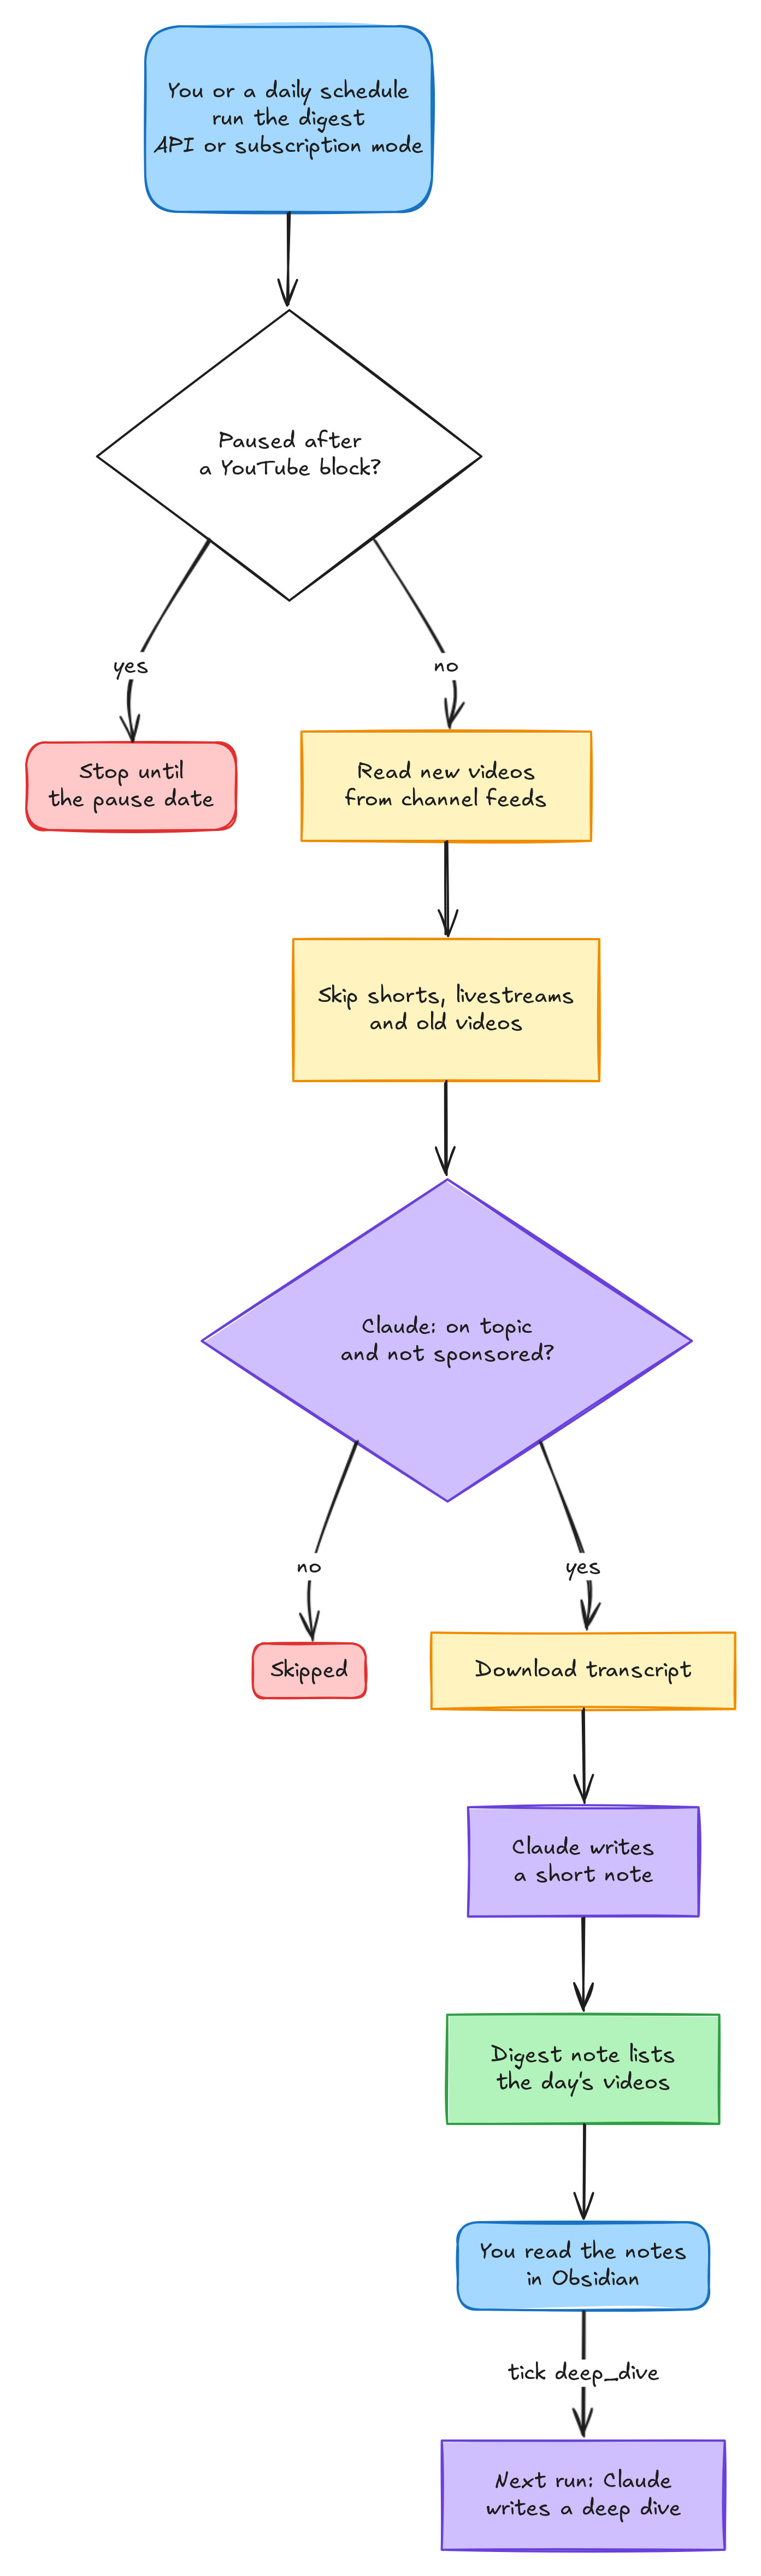 You or a daily schedule
run the digest
API or subscription mode
Paused after
a YouTube block?
yes
no
Stop until
the pause date
Read new videos
from channel feeds
Skip shorts, livestreams
and old videos
Claude: on topic
and not sponsored?
no
yes
Skipped
Download transcript
Claude writes
a short note
Digest note lists
the day's videos
You read the notes
in Obsidian
tick deep_dive
Next run: Claude
writes a deep dive